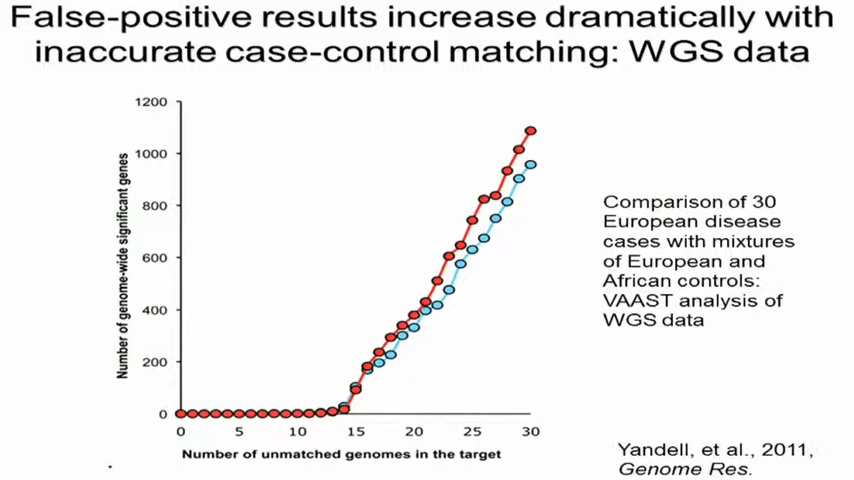 False-positive results increase dramatically with
inaccurate case-control matching: WGS data
1200
1000
800
600
400
200
0
Number of genome-wide significant genes
0 5 10 15 20 25 30
Number of unmatched genomes in the target
Comparison of 30
European disease
cases with mixtures
of European and
African controls:
VAAST analysis of
WGS data
Yandell, et al., 2011,
Genome Res.